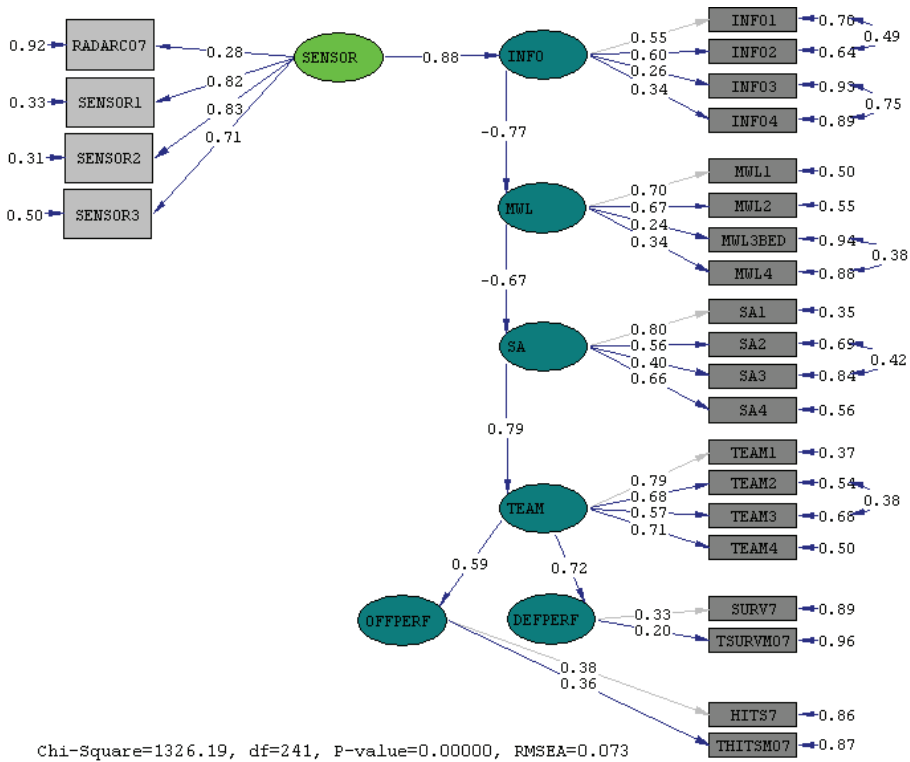 0.92 RADARC07 0.28 SENSOR 0.88 INFO 0.55 INFO1 0.70
0.49
0.60 INFO2 0.64
0.33 SENSOR1 0.82 0.26 INFO3 0.93
0.75
0.83 0.34 INFO4 0.89
0.31 SENSOR2 0.71 -0.77
0.50 SENSOR3
MWL 0.70 MWL1 0.50
0.67 MWL2 0.55
0.24 MWL3BED 0.94
0.38
0.34 MWL4 0.88
-0.67
SA 0.80 SA1 0.35
0.56 SA2 0.69
0.42
0.40 SA3 0.84
0.66 SA4 0.56
0.79
TEAM 0.79 TEAM1 0.37
0.68 TEAM2 0.54
0.38
0.57 TEAM3 0.68
0.71 TEAM4 0.50
0.59 0.72
OFFPERF DEFPERF 0.33 SURV7 0.89
0.20 TSURVM07 0.96
0.38 HITS7 0.86
0.36 THITSM07 0.87
Chi-Square=1326.19, df=241, P-value=0.00000, RMSEA=0.073